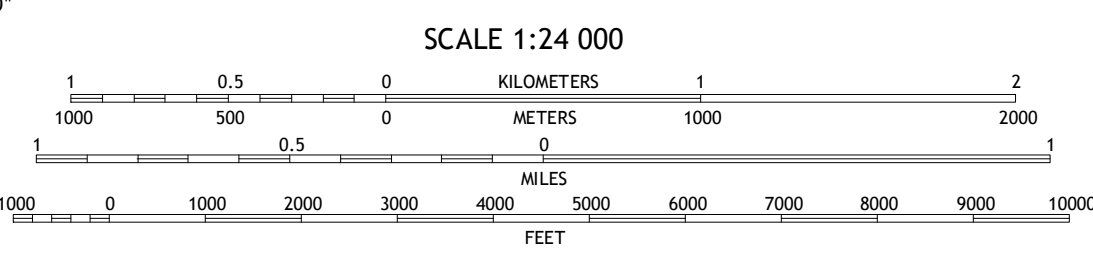 0"
SCALE 1:24 000
1 0.5 0 KILOMETERS 1 2
1000 500 0 METERS 1000 2000
1 0.5 0 1
MILES
1000 0 1000 2000 3000 4000 5000 6000 7000 8000 9000 10000
FEET